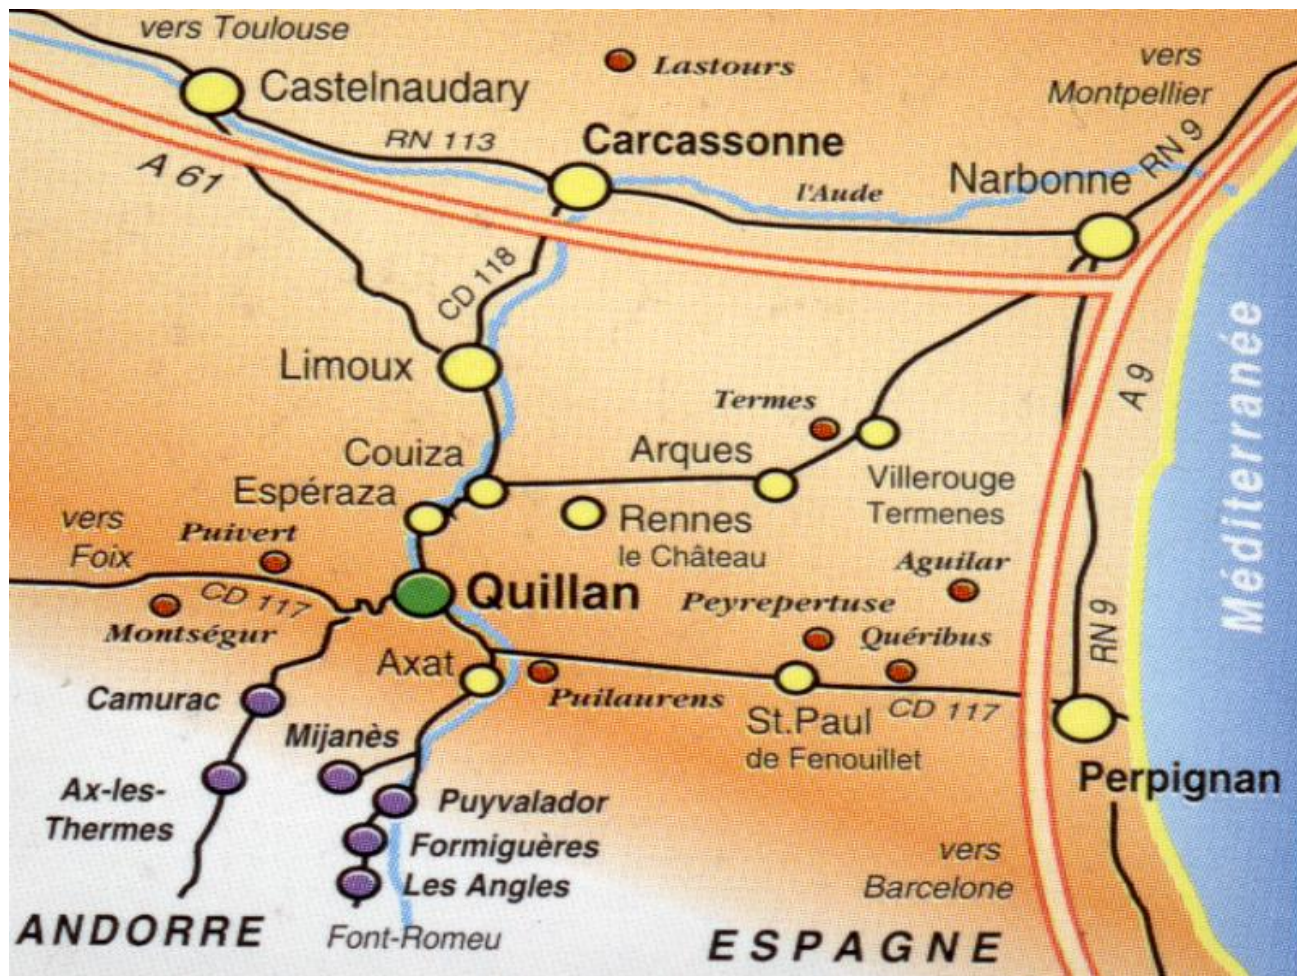 vers Toulouse
Lastours
vers
Montpellier
Castelnaudary
RN 113
Carcassonne
RN 9
A 61
Narbonne
l'Aude
CD 118
Limoux
Méditerranée
A 9
Termes
Couiza
Arques
Villerouge
Termenes
Espéraza
Rennes
le Château
vers
Foix
Puivert
Aguilar
CD 117
Quillan
Peyrepertuse
Montségur
Quéribus
RN 9
Axat
Puilaurens
Camurac
St.Paul
de Fenouillet
CD 117
Mijanès
Perpignan
Ax-les-
Thermes
Puyvalador
Formiguères
vers
Barcelone
Les Angles
ANDORRE
Font-Romeu
ESPAGNE